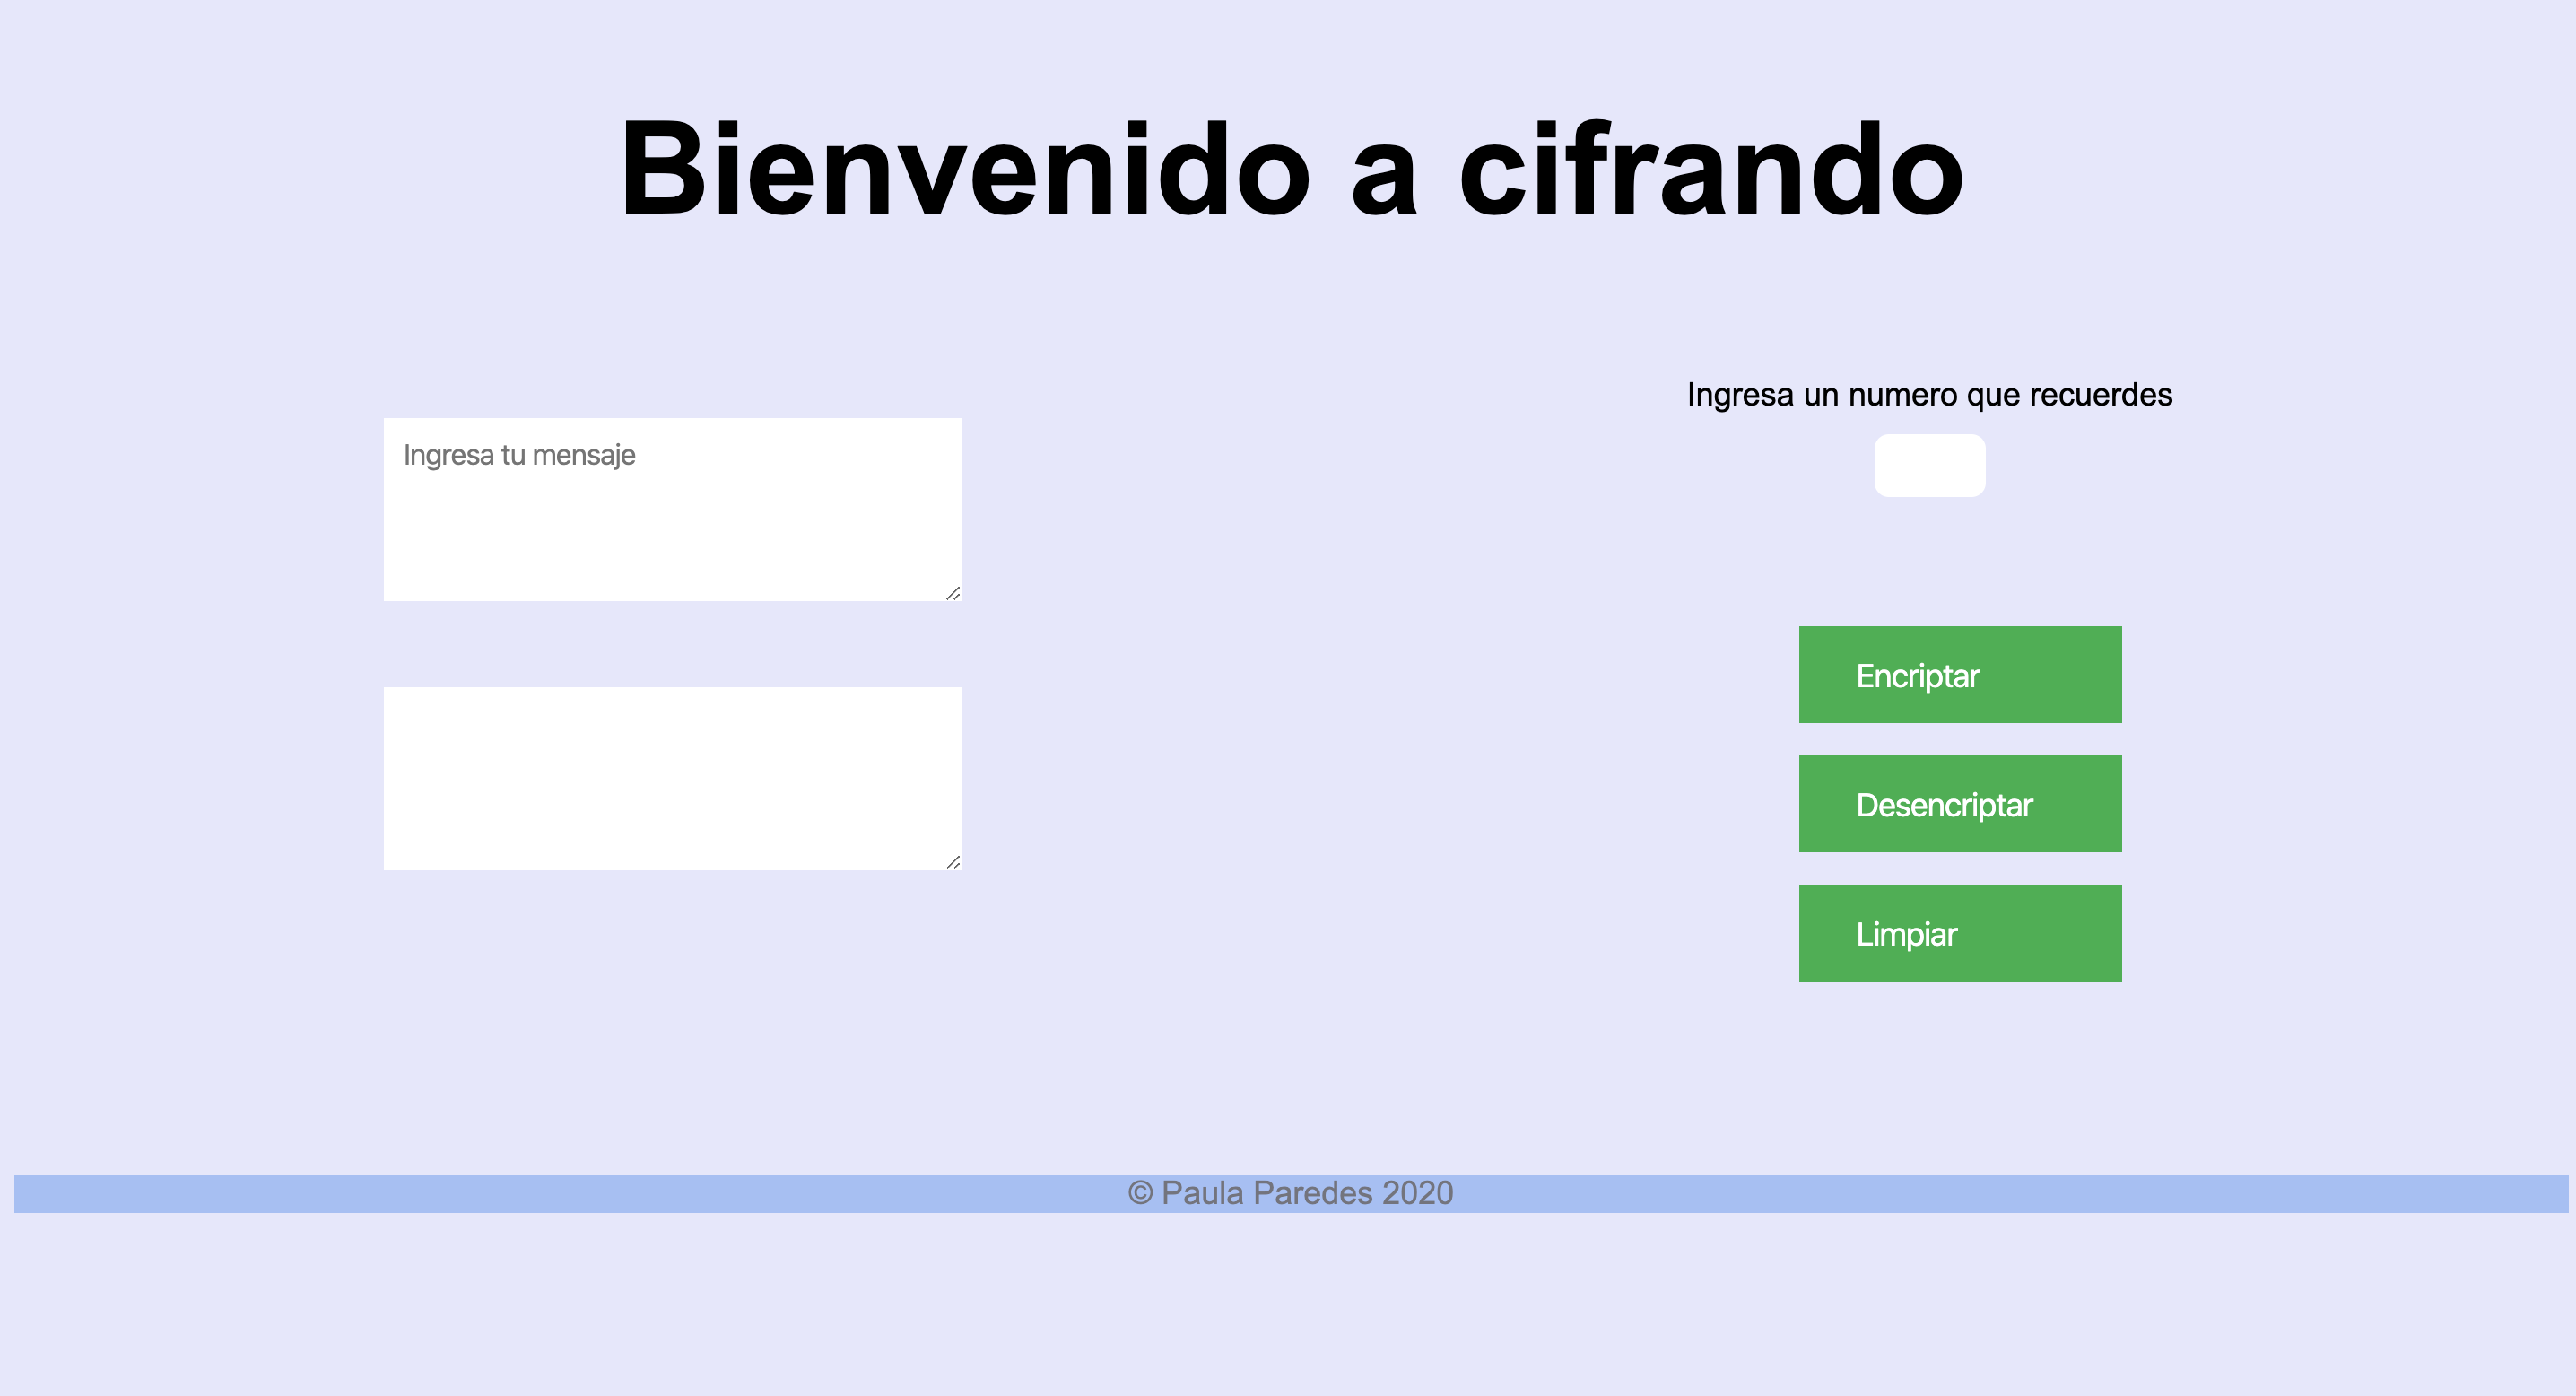 Bienvenido a cifrando
Ingresa un numero que recuerdes
Ingresa tu mensaje
Encriptar
Desencriptar
Limpiar
© Paula Paredes 2020